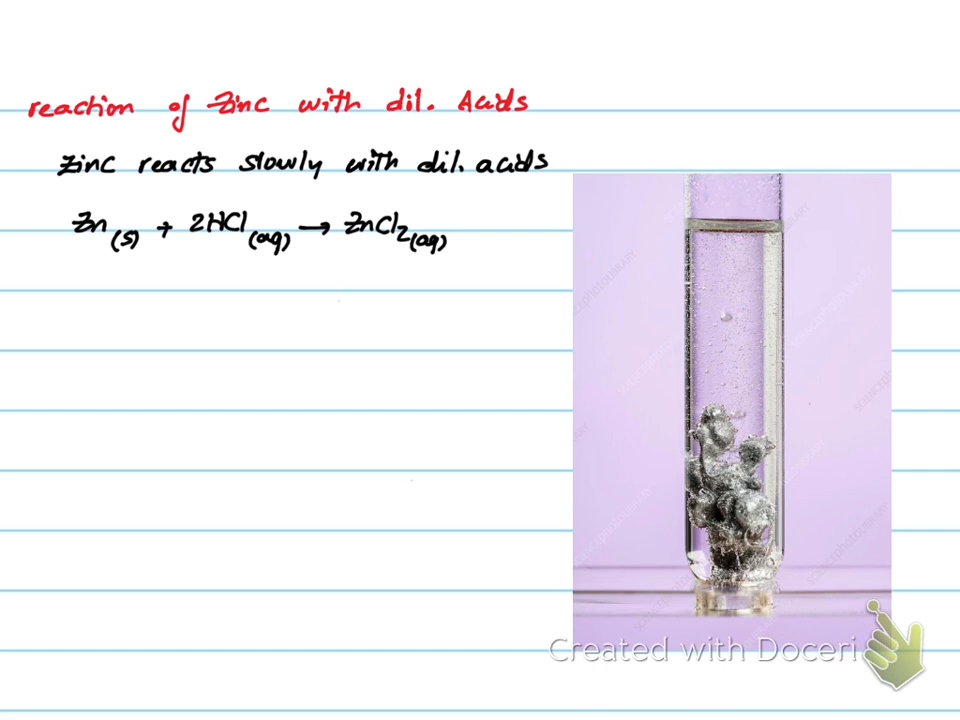 reaction of Zinc with dil. Acids
Zinc reacts slowly with dil. acids
Zn(s) + 2HCl(aq) → ZnCl2(aq)
SCIENCEPHOTOLIBRARY
Created with Doceri